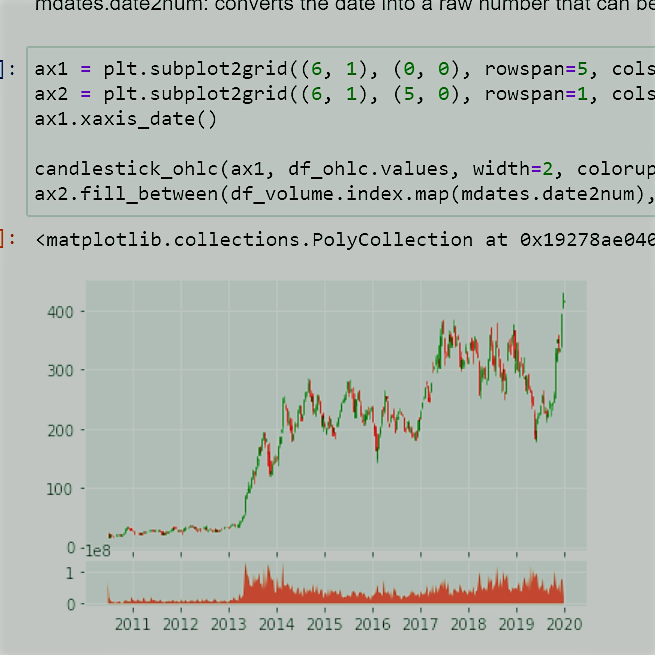 mdates.date2num: converts the date into a raw number that can be
]: ax1 = plt.subplot2grid((6, 1), (0, 0), rowspan=5, cols
ax2 = plt.subplot2grid((6, 1), (5, 0), rowspan=1, cols
ax1.xaxis_date()
candlestick_ohlc(ax1, df_ohlc.values, width=2, colorup
ax2.fill_between(df_volume.index.map(mdates.date2num),
]: <matplotlib.collections.PolyCollection at 0x19278ae040
400
300
200
100
0
1e8
1
0
2011 2012 2013 2014 2015 2016 2017 2018 2019 2020